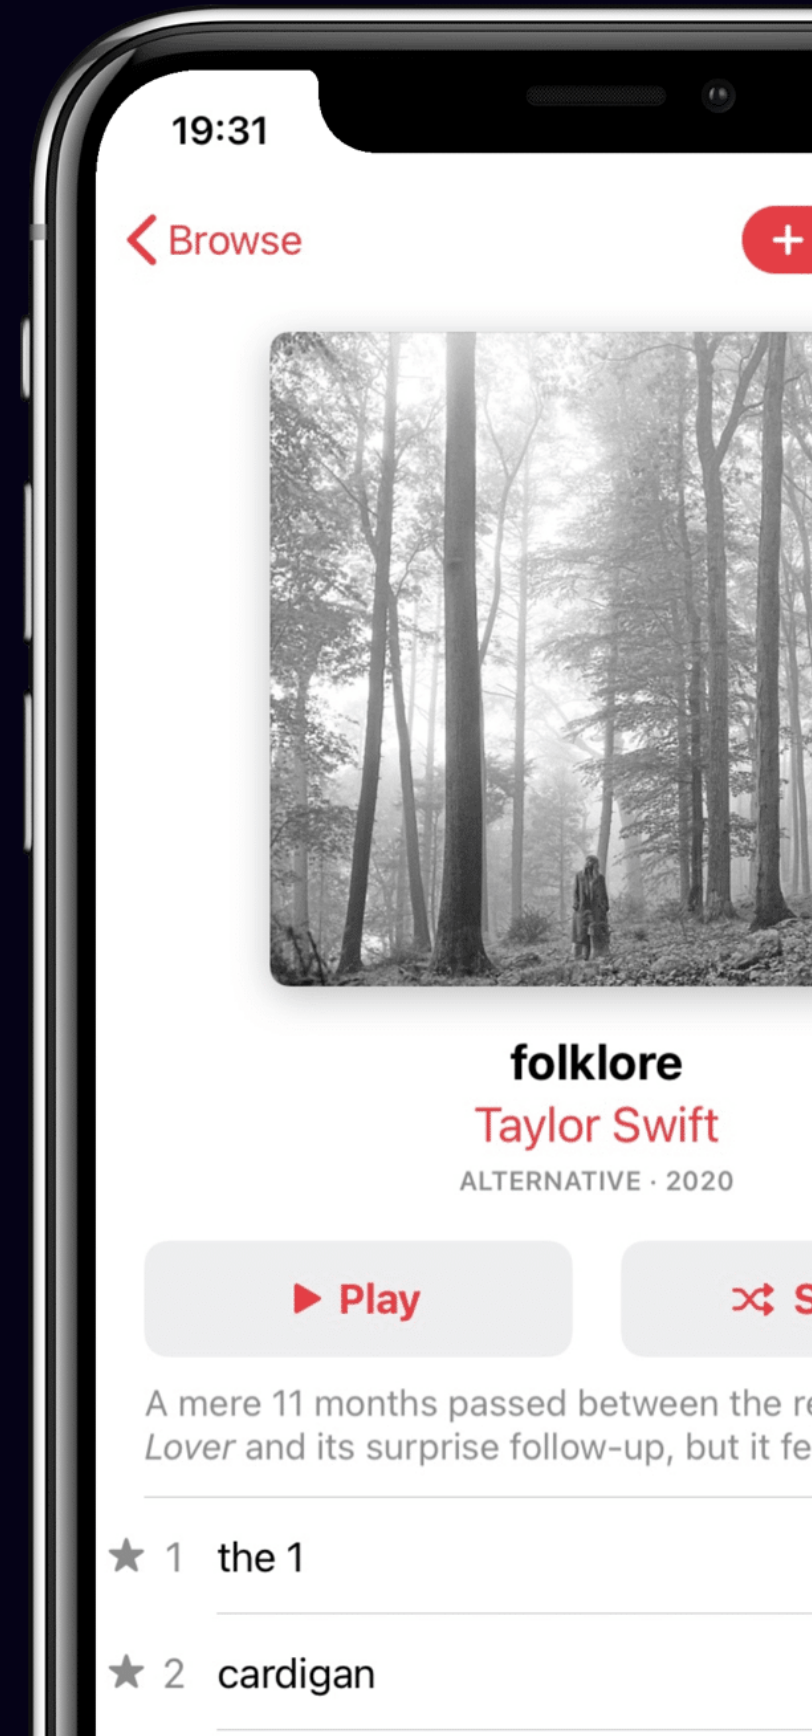 19:31
Browse
folklore
Taylor Swift
ALTERNATIVE · 2020
Play
A mere 11 months passed between the
Lover and its surprise follow-up, but it
1 the 1
2 cardigan